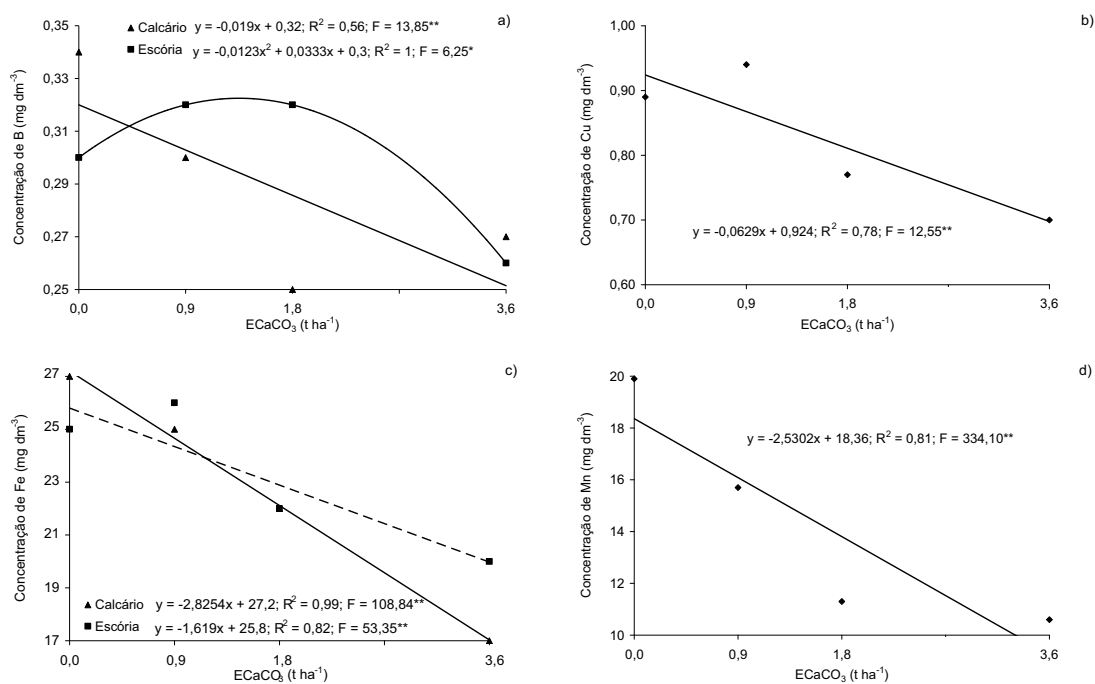 a)
▲ Calcário y = -0,019x + 0,32; R² = 0,56; F = 13,85**
■ Escória y = -0,0123x² + 0,0333x + 0,3; R² = 1; F = 6,25*
Concentração de B (mg dm⁻³)
0,35
0,33
0,31
0,29
0,27
0,25
0,0 0,9 1,8 3,6
ECaCO₃ (t ha⁻¹)
b)
Concentração de Cu (mg dm⁻³)
1,00
0,90
0,80
0,70
0,60
y = -0,0629x + 0,924; R² = 0,78; F = 12,55**
0,0 0,9 1,8 3,6
ECaCO₃ (t ha⁻¹)
c)
Concentração de Fe (mg dm⁻³)
27
25
23
21
19
17
▲ Calcário y = -2,8254x + 27,2; R² = 0,99; F = 108,84**
■ Escória y = -1,619x + 25,8; R² = 0,82; F = 53,35**
0,0 0,9 1,8 3,6
ECaCO₃ (t ha⁻¹)
d)
Concentração de Mn (mg dm⁻³)
20
18
16
14
12
10
y = -2,5302x + 18,36; R² = 0,81; F = 334,10**
0,0 0,9 1,8 3,6
ECaCO₃ (t ha⁻¹)